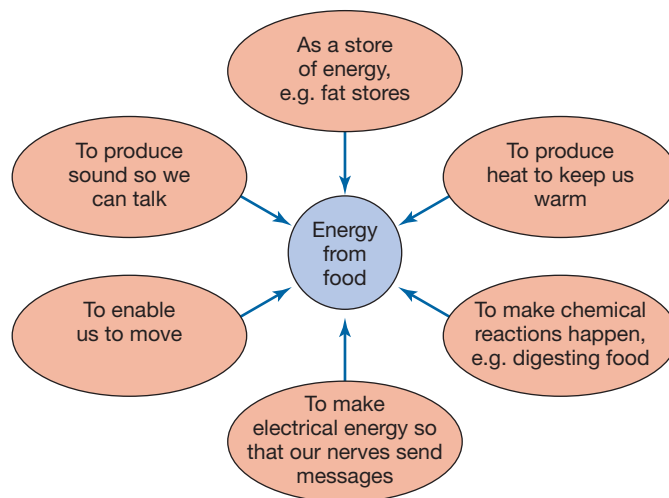 As a store
of energy,
e.g. fat stores
To produce
sound so we
can talk
To produce
heat to keep us
warm
Energy
from
food
To enable
us to move
To make chemical
reactions happen,
e.g. digesting food
To make
electrical energy so
that our nerves send
messages